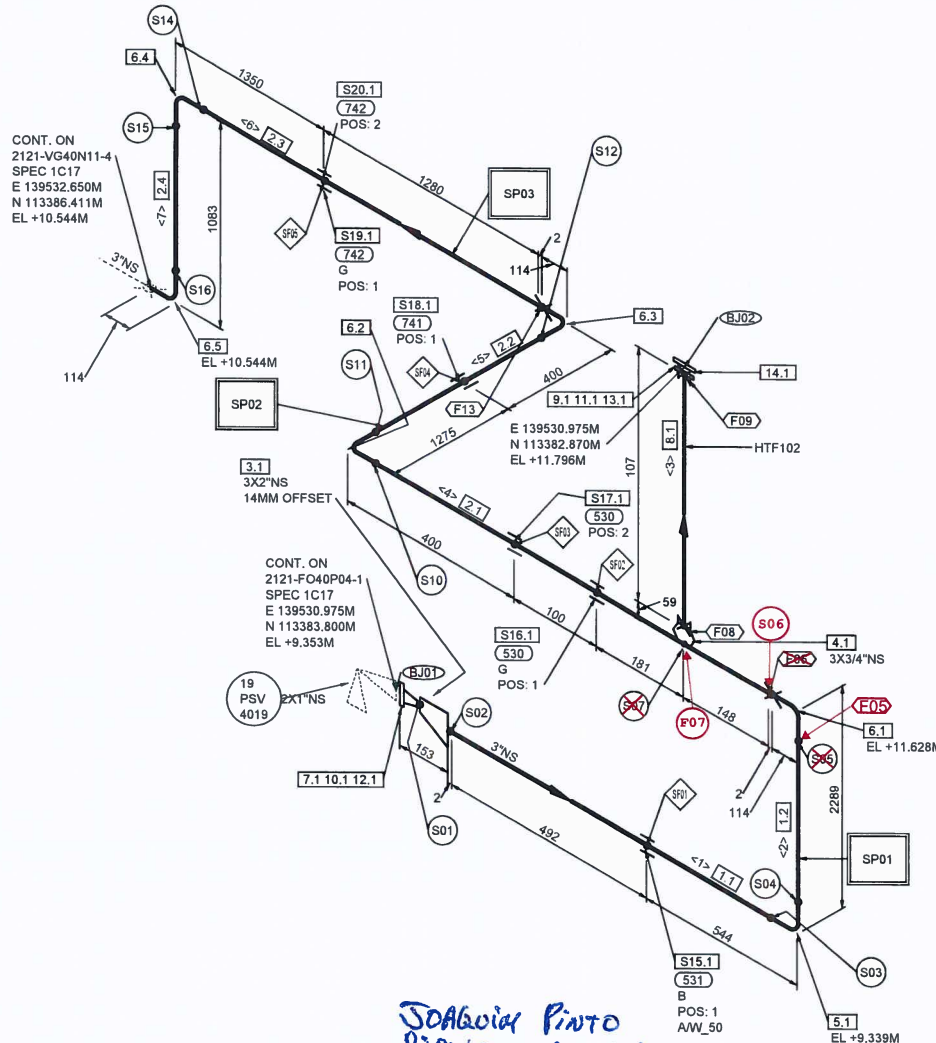 S14
6.4
1350
S20.1
742
POS: 2
S15
<6> 2.3
S12
CONT. ON
2121-VG40N11-4
SPEC 1C17
E 139532.650M
N 113386.411M
EL +10.544M
1280
SP03
<7> 2.4
1083
SF05
S19.1
742
G
POS: 1
2
114
3"NS
S16
S18.1
741
POS: 1
6.3
6.2
BJ02
6.5
EL +10.544M
114
S11
<5> 2.2
SF04
400
14.1
SP02
F13
9.1 11.1 13.1
F09
1275
E 139530.975M
N 113382.870M
EL +11.796M
107
<3> 8.1
HTF102
3.1
3X2"NS
14MM OFFSET
<4> 2.1
S17.1
530
POS: 2
SF03
400
SF02
CONT. ON
2121-FO40P04-1
SPEC 1C17
E 139530.975M
N 113383.800M
EL +9.353M
S10
100
59
F08
S06
S16.1
530
G
POS: 1
4.1
3X3/4"NS
F06
181
19
PSV
4019
2X1"NS
BJ01
S07
F07
148
F05
S02
6.1
EL +11.628M
S05
3"NS
153
7.1 10.1 12.1
2
2
114
SF01
2289
S01
<2> 1.2
492
SP01
<1> 1.1
S04
544
S15.1
531
B
POS: 1
A/W_50
S03
5.1
EL +9.339M
JOAQUIM PINTO